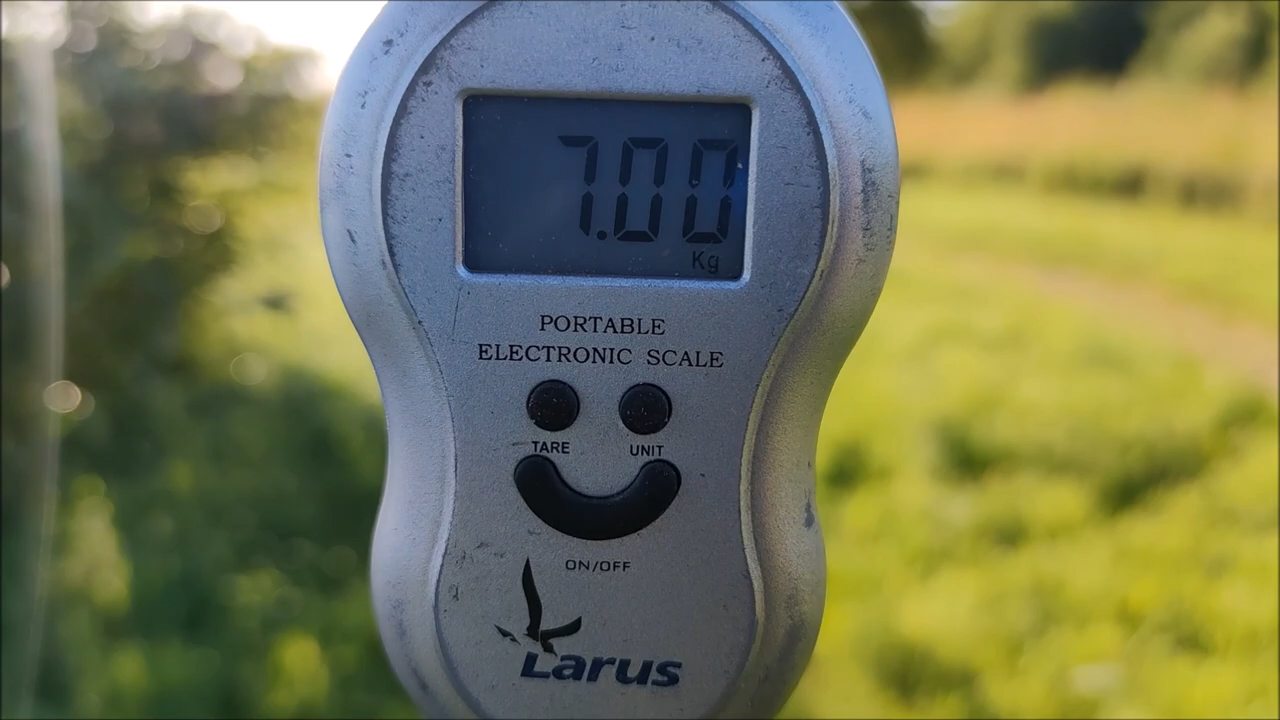 7.00
Kg
PORTABLE
ELECTRONIC SCALE
TARE UNIT
ON/OFF
Larus